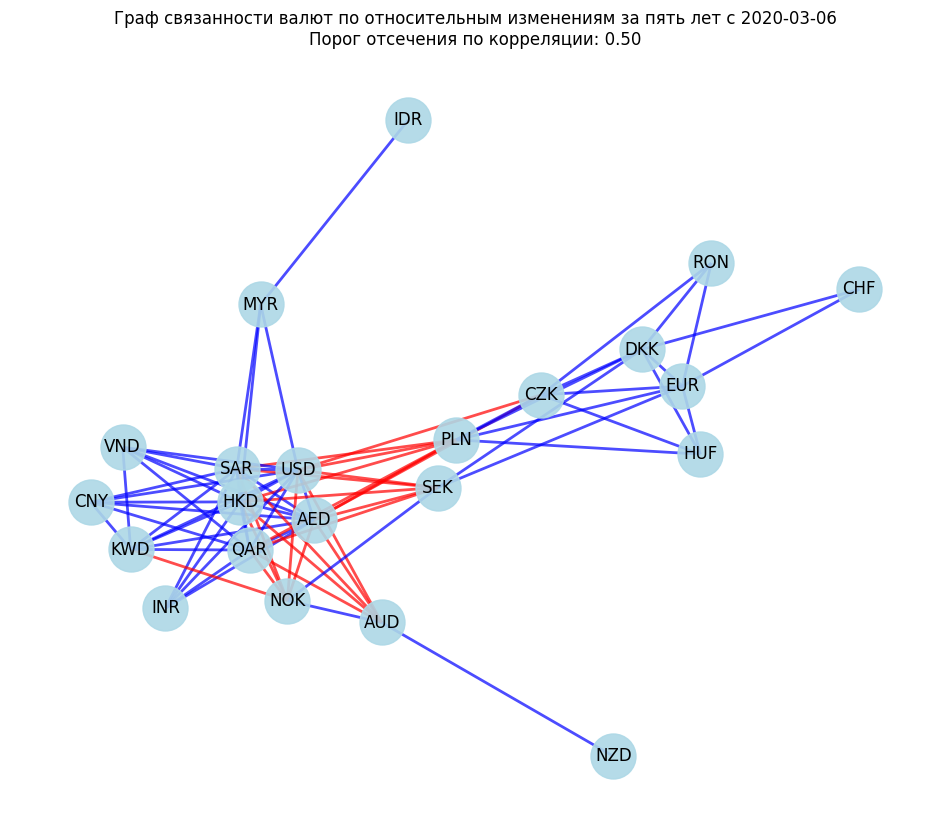 Граф связанности валют по относительным изменениям за пять лет с 2020-03-06
Порог отсечения по корреляции: 0.50
IDR
RON
CHF
MYR
DKK
EUR
CZK
PLN
VND
HUF
SAR
USD
SEK
CNY
HKD
AED
KWD
QAR
NOK
INR
AUD
NZD